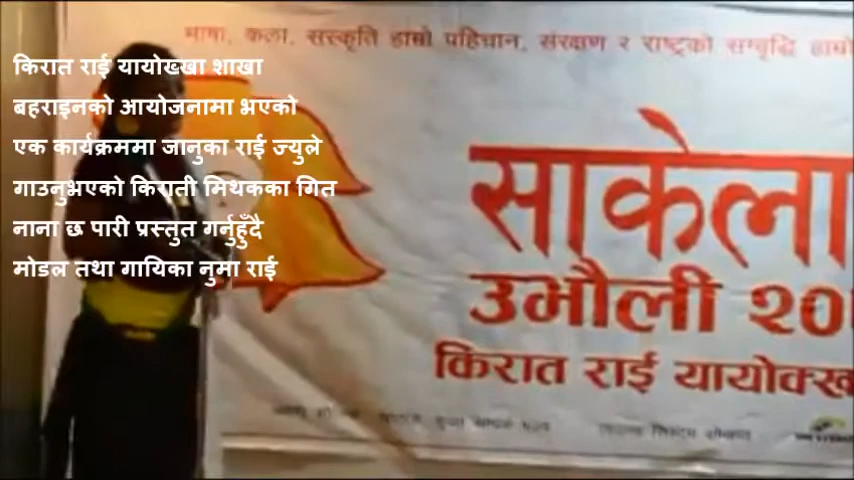 भाषा, कला, संस्कृति हाम्रो पहिचान, संरक्षण र राष्ट्रको सम्वृद्धि हाम्रो
किरात राई यायोख्खा शाखा
बहराइनको आयोजनामा भएको
एक कार्यक्रममा जानुका राई ज्युले
गाउनुभएको किराती मिथकका गित
नाना छ पारी प्रस्तुत गर्नुहुँदै
मोडल तथा गायिका नुमा राई
साकेला
उभौली २०
किरात राई यायोक्ख